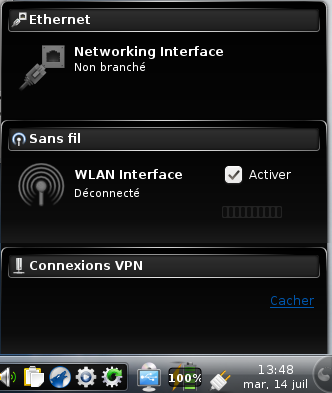 Ethernet
Networking Interface
Non branché
Sans fil
WLAN Interface
Activer
Déconnecté
Connexions VPN
Cacher
100%
13:48
mar, 14 juil